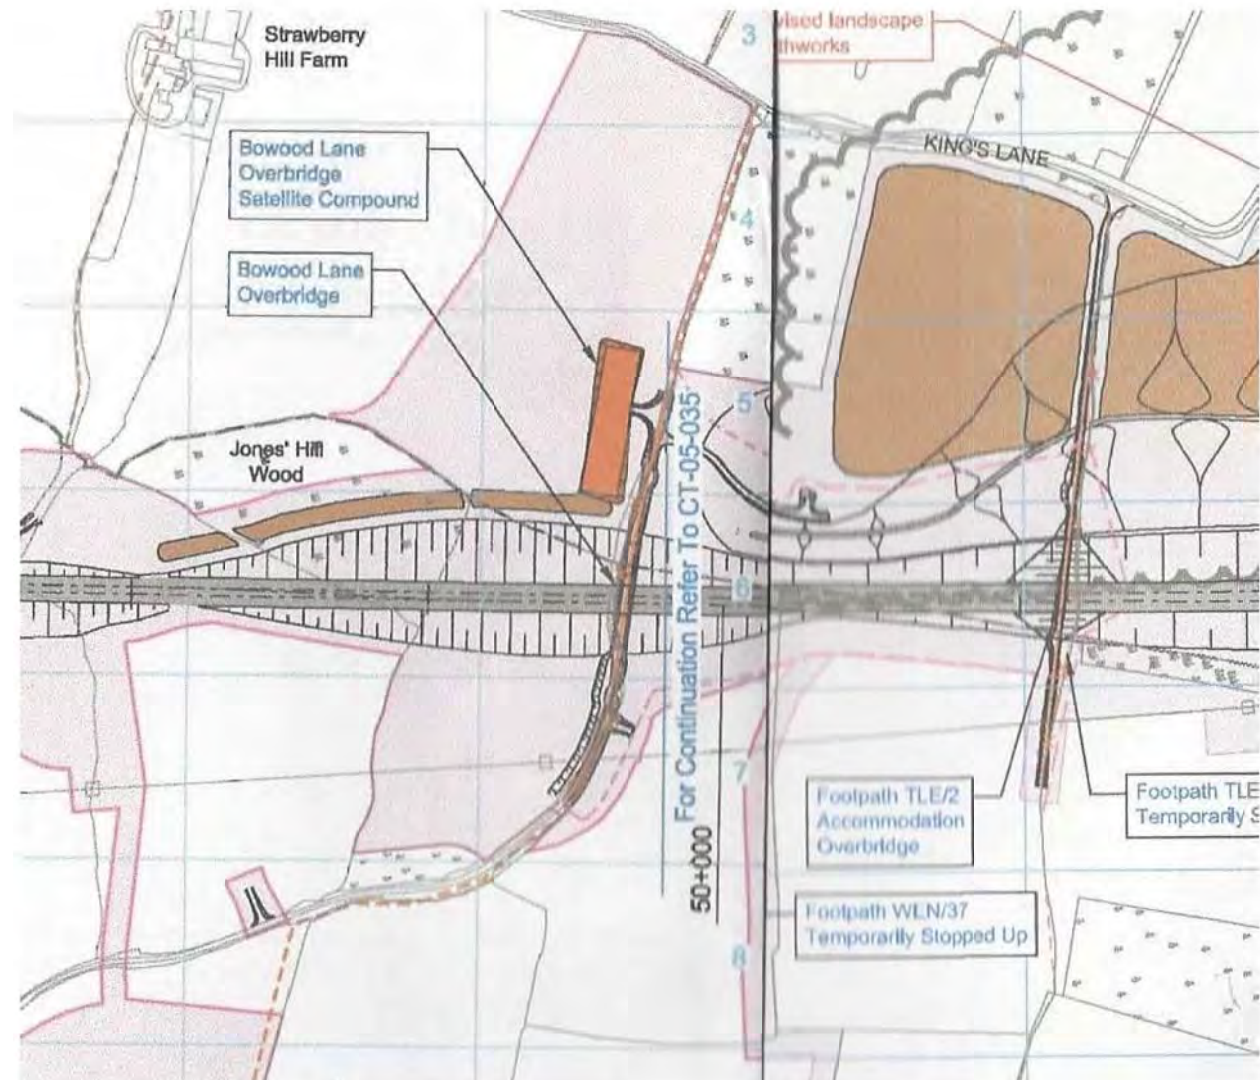 Strawberry
Hill Farm
Bowood Lane
Overbridge
Satellite Compound
Bowood Lane
Overbridge
Jones' Hill
Wood
3
4
5
6
7
8
For Continuation Refer To CT-05-035
50+000
landscape
KING'S LANE
Footpath TLE/2
Accommodation
Overbridge
Footpath TLE
Temporarily S
Footpath WLN/37
Temporarily Stopped Up